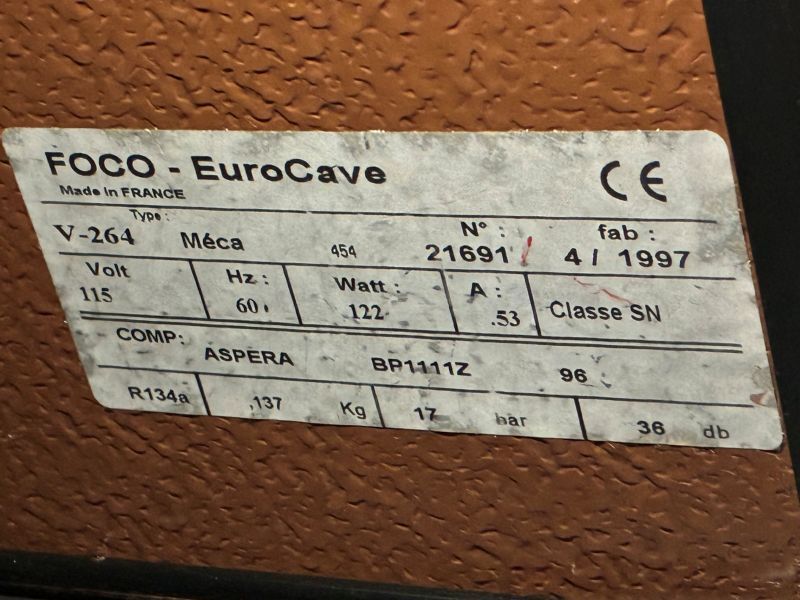 FOCO - EuroCave CE
Made in FRANCE
Type : N° : fab :
V-264 Méca 454 21691 4 / 1997
Volt Hz : Watt : A : Classe SN
115 60 122 .53
COMP: ASPERA BP1111Z 96
R134a ,137 Kg 17 bar 36 db